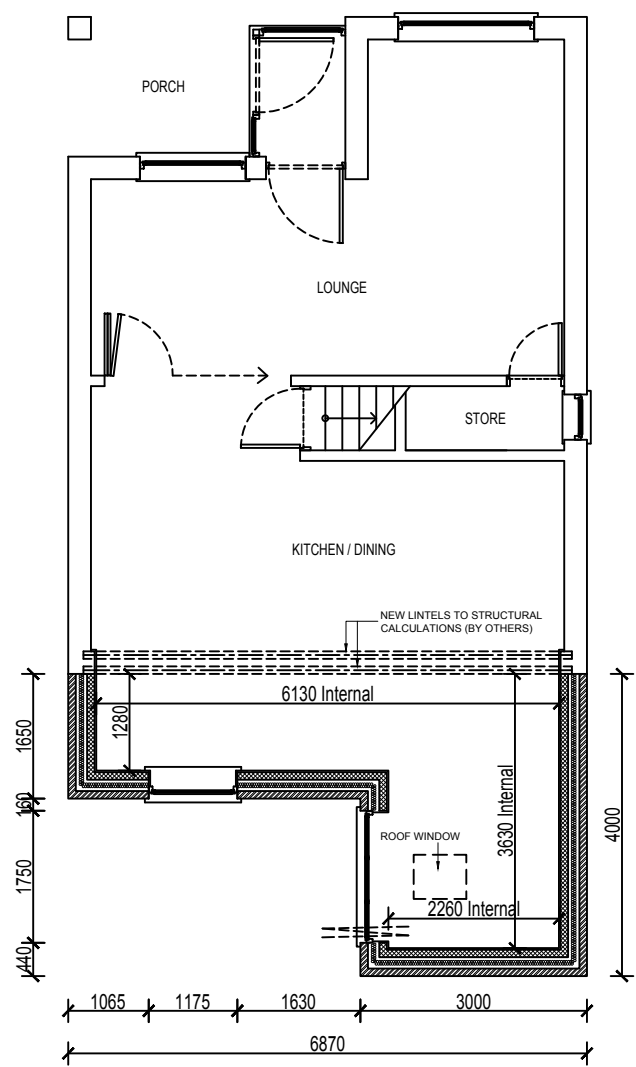 PORCH
LOUNGE
STORE
KITCHEN / DINING
NEW LINTELS TO STRUCTURAL
CALCULATIONS (BY OTHERS)
6130 Internal
1280
1650
160
1750
440
3630 Internal
4000
ROOF WINDOW
2260 Internal
1065
1175
1630
3000
6870